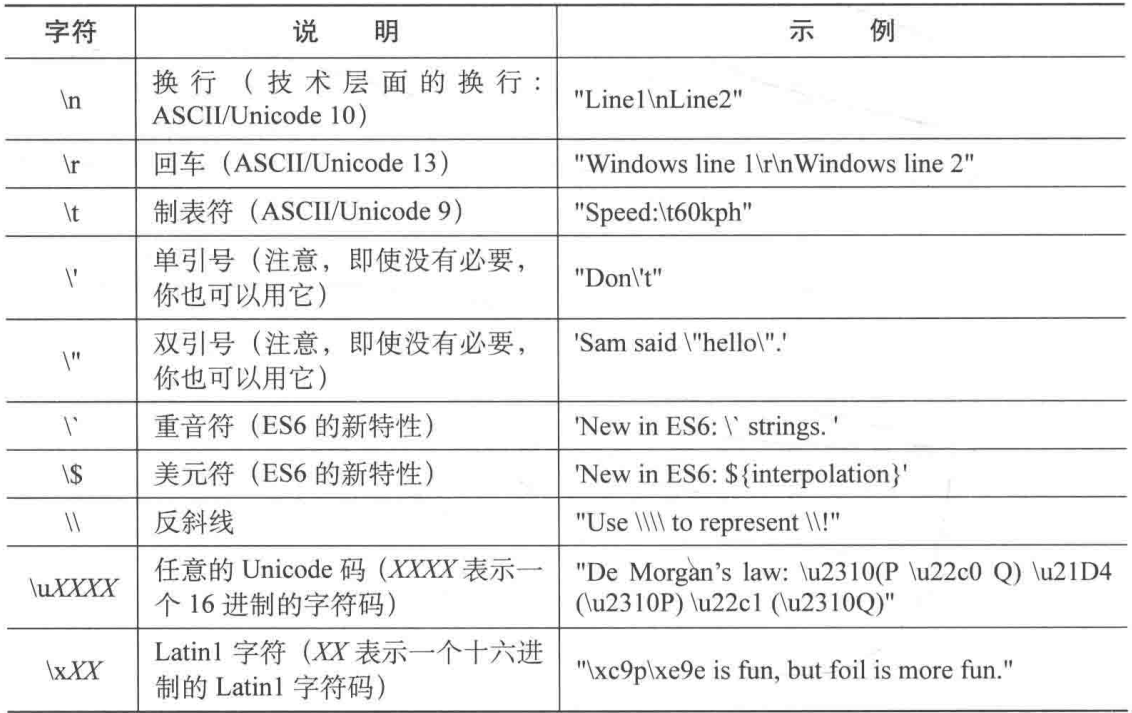 字符 说 明 示 例
\n 换行（技术层面的换行： "Line1\nLine2"
ASCII/Unicode 10）
\r 回车（ASCII/Unicode 13） "Windows line 1\r\nWindows line 2"
\t 制表符（ASCII/Unicode 9） "Speed:\t60kph"
\' 单引号（注意，即使没有必要， "Don\'t"
你也可以用它）
\" 双引号（注意，即使没有必要， 'Sam said \"hello\".'
你也可以用它）
\` 重音符（ES6 的新特性） 'New in ES6: \` strings. '
\$ 美元符（ES6 的新特性） 'New in ES6: ${interpolation}'
\\ 反斜线 "Use \\\\ to represent \\!"
\uXXXX 任意的 Unicode 码（XXXX 表示一 "De Morgan's law: \u2310(P \u22c0 Q) \u21D4
个 16 进制的字符码） (\u2310P) \u22c1 (\u2310Q)"
\xXX Latin1 字符（XX 表示一个十六进 "\xc9p\xe9e is fun, but foil is more fun."
制的 Latin1 字符码）